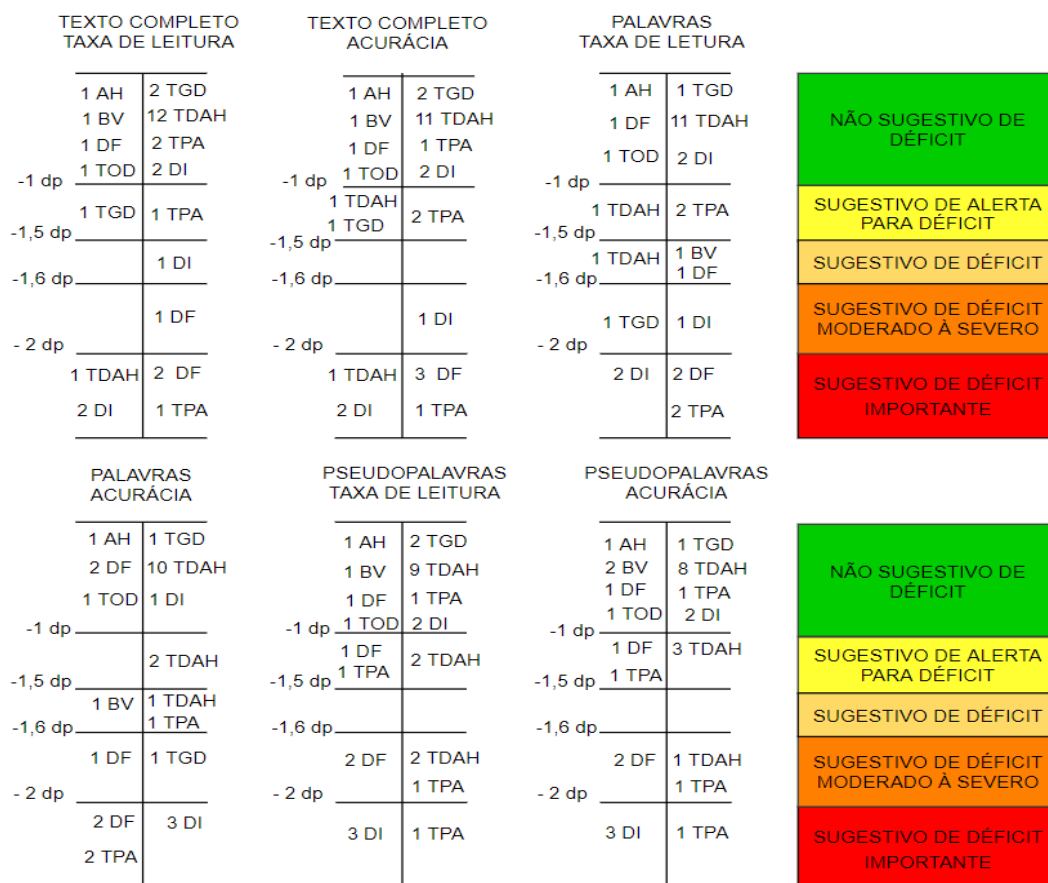 TEXTO COMPLETO
TAXA DE LEITURA
1 AH 2 TGD
1 BV 12 TDAH
1 DF 2 TPA
1 TOD 2 DI
-1 dp
1 TGD 1 TPA
-1,5 dp
1 DI
-1,6 dp
1 DF
- 2 dp
1 TDAH 2 DF
2 DI 1 TPA
TEXTO COMPLETO
ACURÁCIA
1 AH 2 TGD
1 BV 11 TDAH
1 DF 1 TPA
1 TOD 2 DI
-1 dp
1 TDAH
1 TGD 2 TPA
-1,5 dp
-1,6 dp
1 DI
- 2 dp
1 TDAH 3 DF
2 DI 1 TPA
PALAVRAS
TAXA DE LETURA
1 AH 1 TGD
1 DF 11 TDAH
1 TOD 2 DI
-1 dp
1 TDAH 2 TPA
-1,5 dp
1 TDAH 1 BV
1 DF
-1,6 dp
1 TGD 1 DI
- 2 dp
2 DI 2 DF
2 TPA
NÃO SUGESTIVO DE
DÉFICIT
SUGESTIVO DE ALERTA
PARA DÉFICIT
SUGESTIVO DE DÉFICIT
SUGESTIVO DE DÉFICIT
MODERADO À SEVERO
SUGESTIVO DE DÉFICIT
IMPORTANTE
PALAVRAS
ACURÁCIA
1 AH 1 TGD
2 DF 10 TDAH
1 TOD 1 DI
-1 dp
2 TDAH
-1,5 dp
1 BV 1 TDAH
1 TPA
-1,6 dp
1 DF 1 TGD
- 2 dp
2 DF 3 DI
2 TPA
PSEUDOPALAVRAS
TAXA DE LEITURA
1 AH 2 TGD
1 BV 9 TDAH
1 DF 1 TPA
1 TOD 2 DI
-1 dp
1 DF
1 TPA 2 TDAH
-1,5 dp
-1,6 dp
2 DF 2 TDAH
1 TPA
- 2 dp
3 DI 1 TPA
PSEUDOPALAVRAS
ACURÁCIA
1 AH 1 TGD
2 BV 8 TDAH
1 DF 1 TPA
1 TOD 2 DI
-1 dp
1 DF 3 TDAH
1 TPA
-1,5 dp
-1,6 dp
2 DF 1 TDAH
1 TPA
- 2 dp
3 DI 1 TPA
NÃO SUGESTIVO DE
DÉFICIT
SUGESTIVO DE ALERTA
PARA DÉFICIT
SUGESTIVO DE DÉFICIT
SUGESTIVO DE DÉFICIT
MODERADO À SEVERO
SUGESTIVO DE DÉFICIT
IMPORTANTE